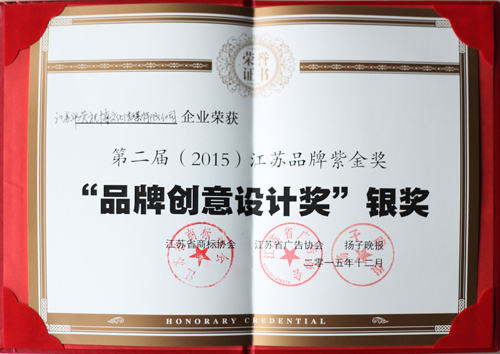 荣誉
证书
企业荣获
第二届（2015）江苏品牌紫金奖
“品牌创意设计奖”银奖
江苏省商标协会 江苏省广告协会 扬子晚报
二零一五年十二月
HONORARY CREDENTIAL